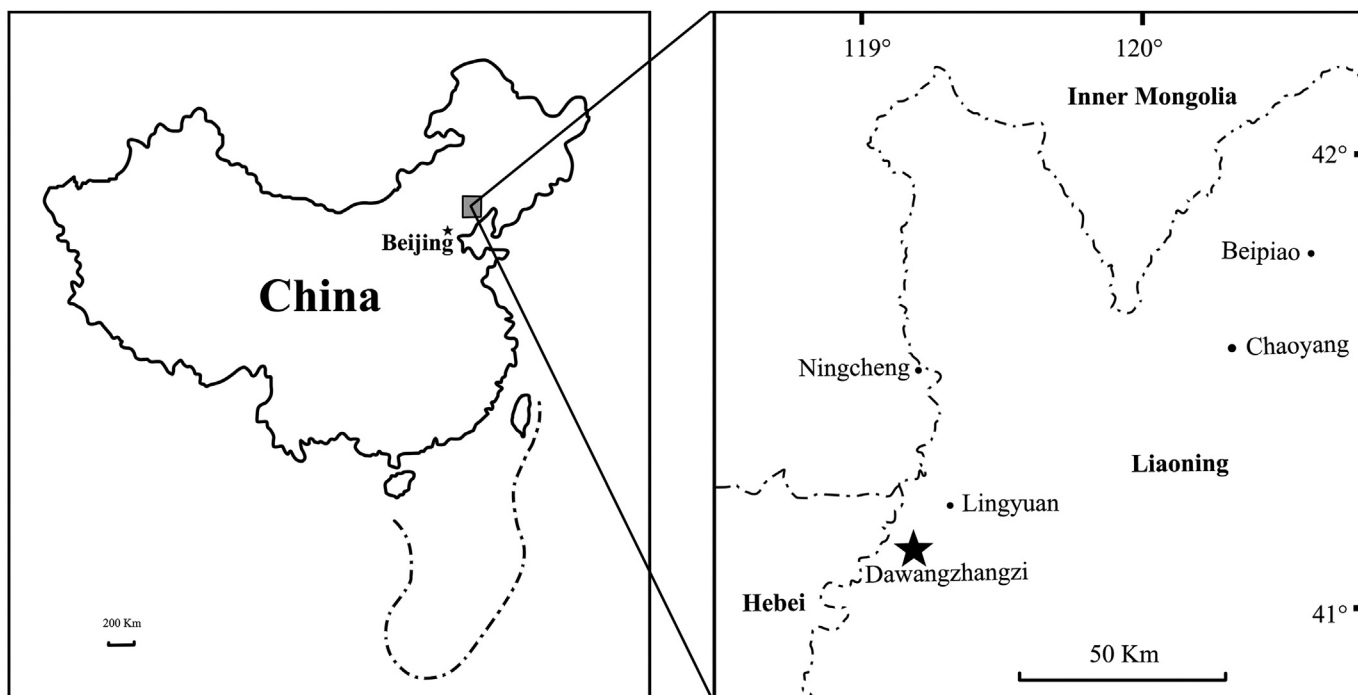 Beijing
China
200 Km
119°
120°
Inner Mongolia
42°
Beipiao
Chaoyang
Ningcheng
Liaoning
Lingyuan
Dawangzhangzi
Hebei
41°
50 Km